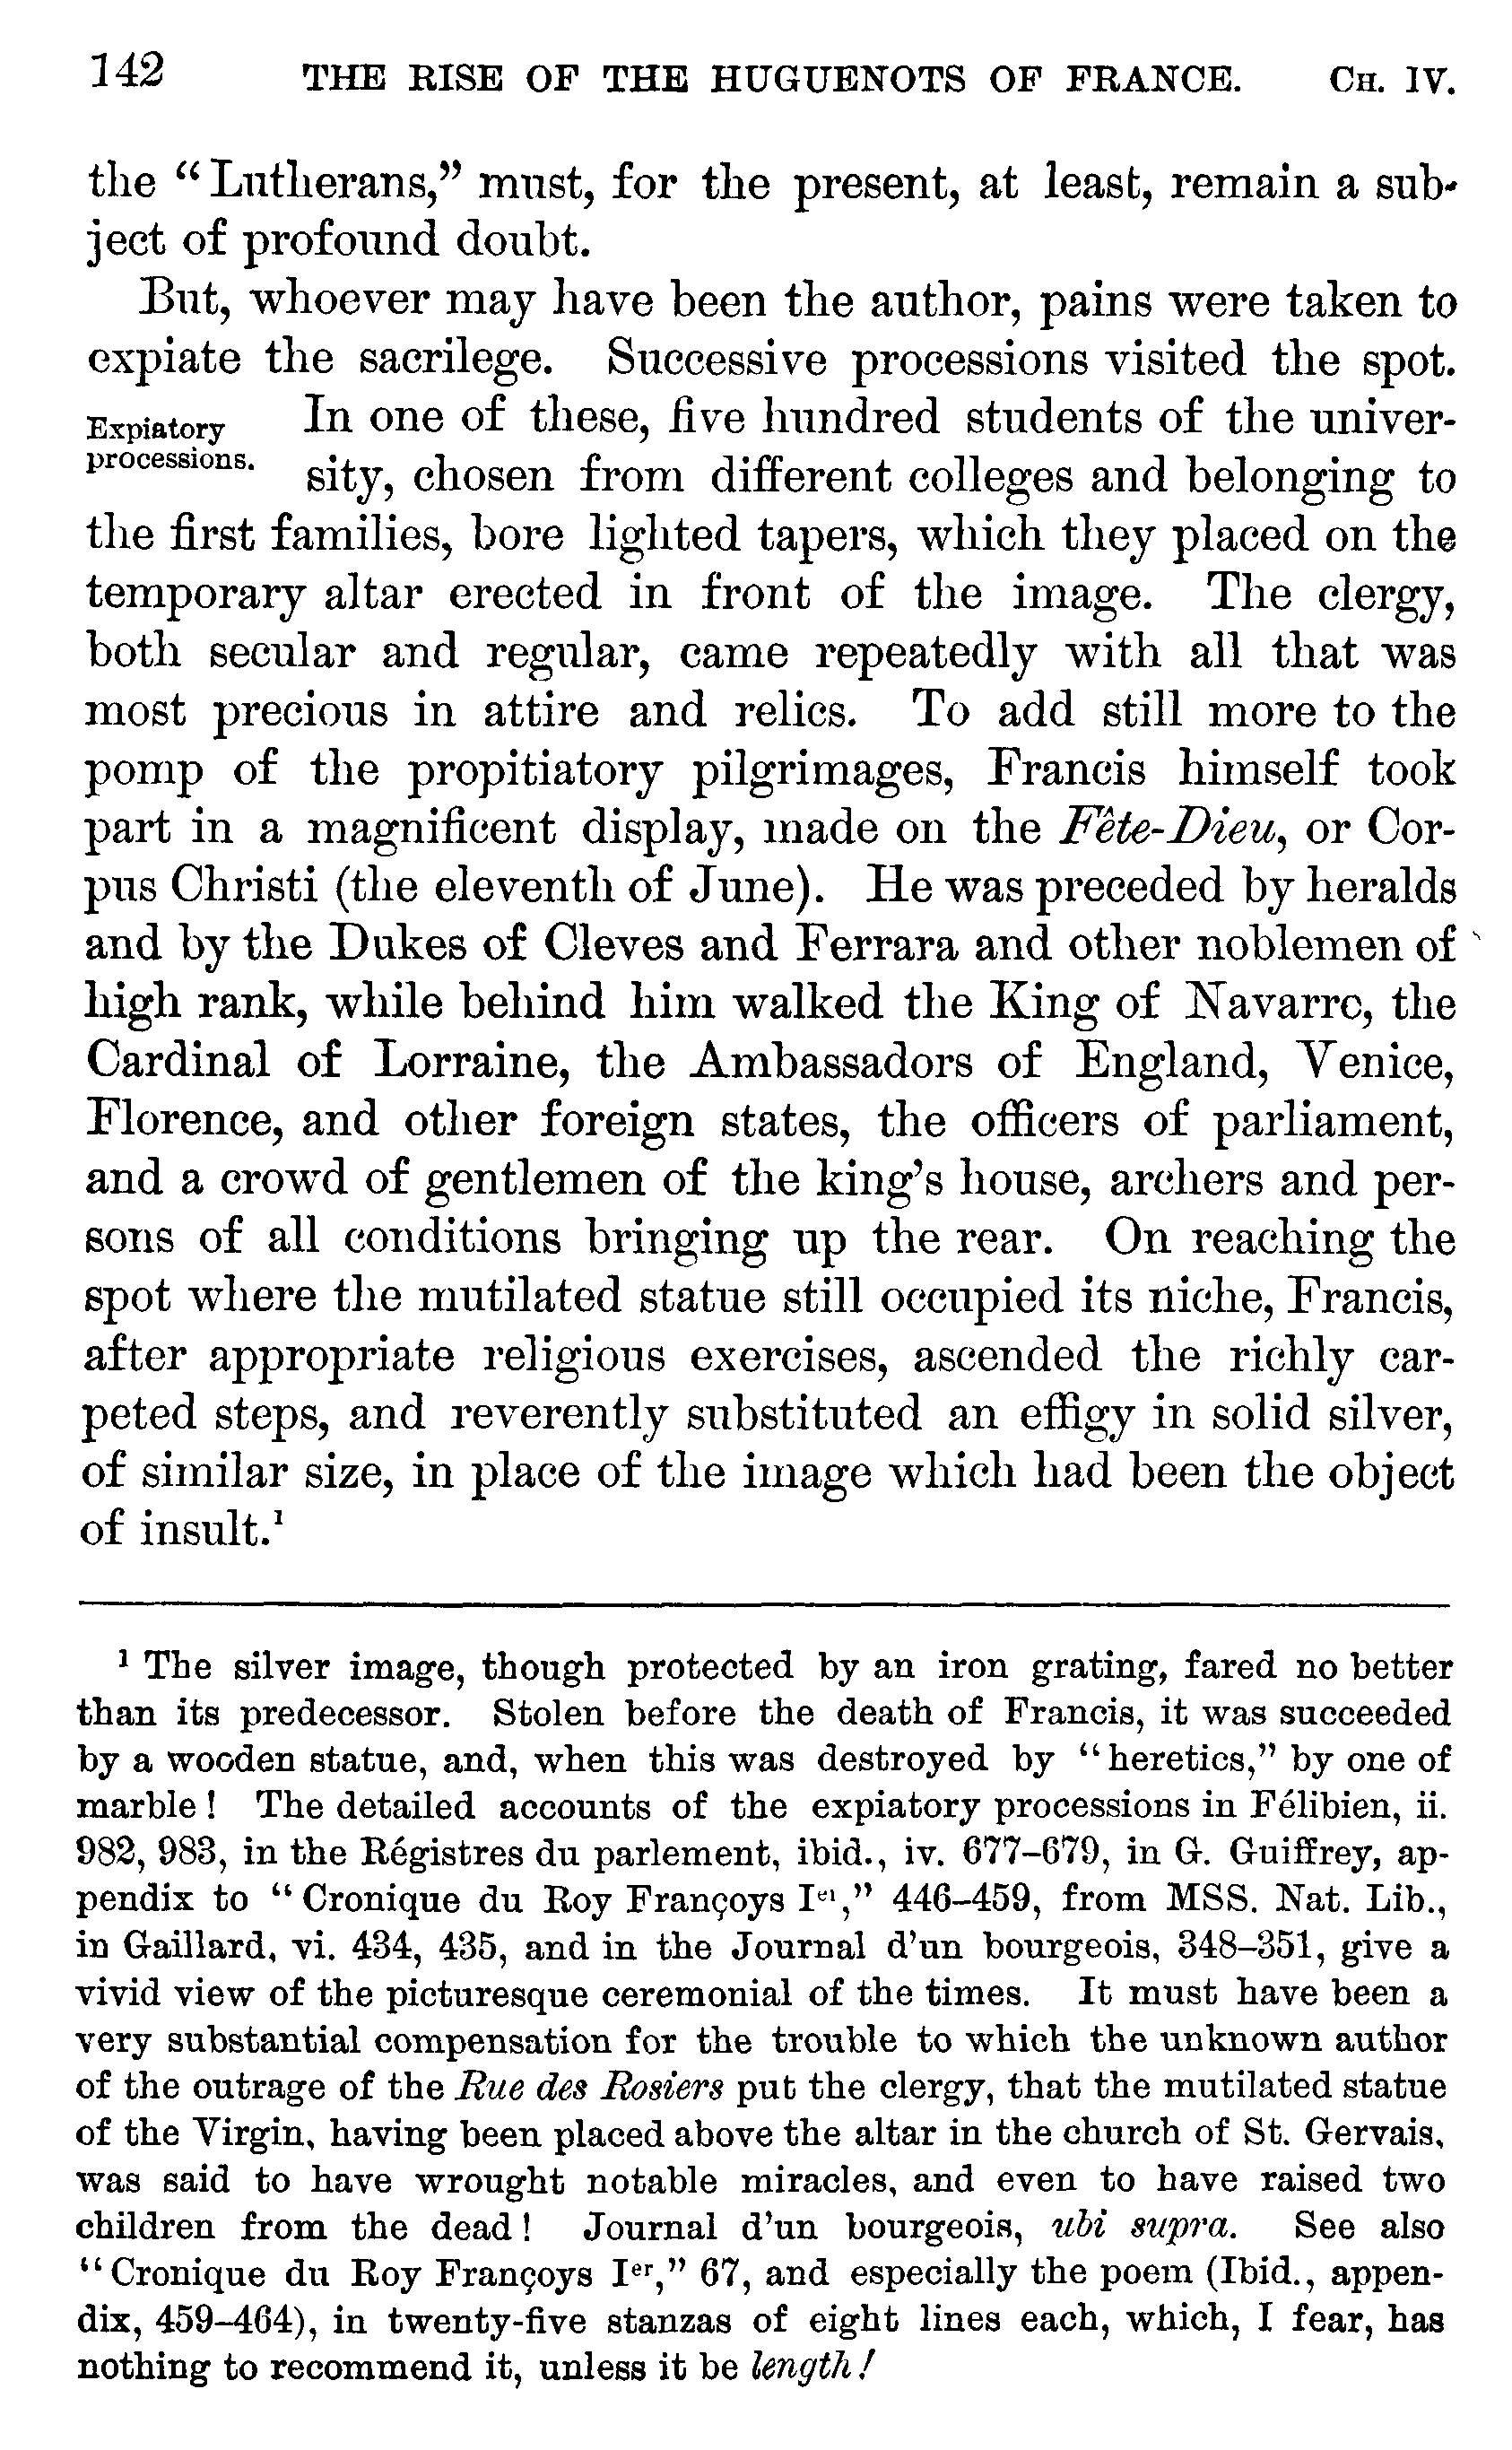 142 THE RISE OF THE HUGUENOTS OF FRANCE. CH. IV.
the “Lutherans,” must, for the present, at least, remain a sub-
ject of profound doubt.
But, whoever may have been the author, pains were taken to
expiate the sacrilege. Successive processions visited the spot.
Expiatory
processions.
In one of these, five hundred students of the univer-
sity, chosen from different colleges and belonging to
the first families, bore lighted tapers, which they placed on the
temporary altar erected in front of the image. The clergy,
both secular and regular, came repeatedly with all that was
most precious in attire and relics. To add still more to the
pomp of the propitiatory pilgrimages, Francis himself took
part in a magnificent display, made on the Fête-Dieu, or Cor-
pus Christi (the eleventh of June). He was preceded by heralds
and by the Dukes of Cleves and Ferrara and other noblemen of
high rank, while behind him walked the King of Navarre, the
Cardinal of Lorraine, the Ambassadors of England, Venice,
Florence, and other foreign states, the officers of parliament,
and a crowd of gentlemen of the king’s house, archers and per-
sons of all conditions bringing up the rear. On reaching the
spot where the mutilated statue still occupied its niche, Francis,
after appropriate religious exercises, ascended the richly car-
peted steps, and reverently substituted an effigy in solid silver,
of similar size, in place of the image which had been the object
of insult.¹
¹ The silver image, though protected by an iron grating, fared no better
than its predecessor. Stolen before the death of Francis, it was succeeded
by a wooden statue, and, when this was destroyed by “heretics,” by one of
marble! The detailed accounts of the expiatory processions in Félibien, ii.
982, 983, in the Régistres du parlement, ibid., iv. 677–679, in G. Guiffrey, ap-
pendix to “Cronique du Roy Françoys Iᵉʳ,” 446–459, from MSS. Nat. Lib.,
in Gaillard, vi. 434, 435, and in the Journal d’un bourgeois, 348–351, give a
vivid view of the picturesque ceremonial of the times. It must have been a
very substantial compensation for the trouble to which the unknown author
of the outrage of the Rue des Rosiers put the clergy, that the mutilated statue
of the Virgin, having been placed above the altar in the church of St. Gervais,
was said to have wrought notable miracles, and even to have raised two
children from the dead! Journal d’un bourgeois, ubi supra. See also
“Cronique du Roy Françoys Iᵉʳ,” 67, and especially the poem (Ibid., appen-
dix, 459–464), in twenty-five stanzas of eight lines each, which, I fear, has
nothing to recommend it, unless it be length!